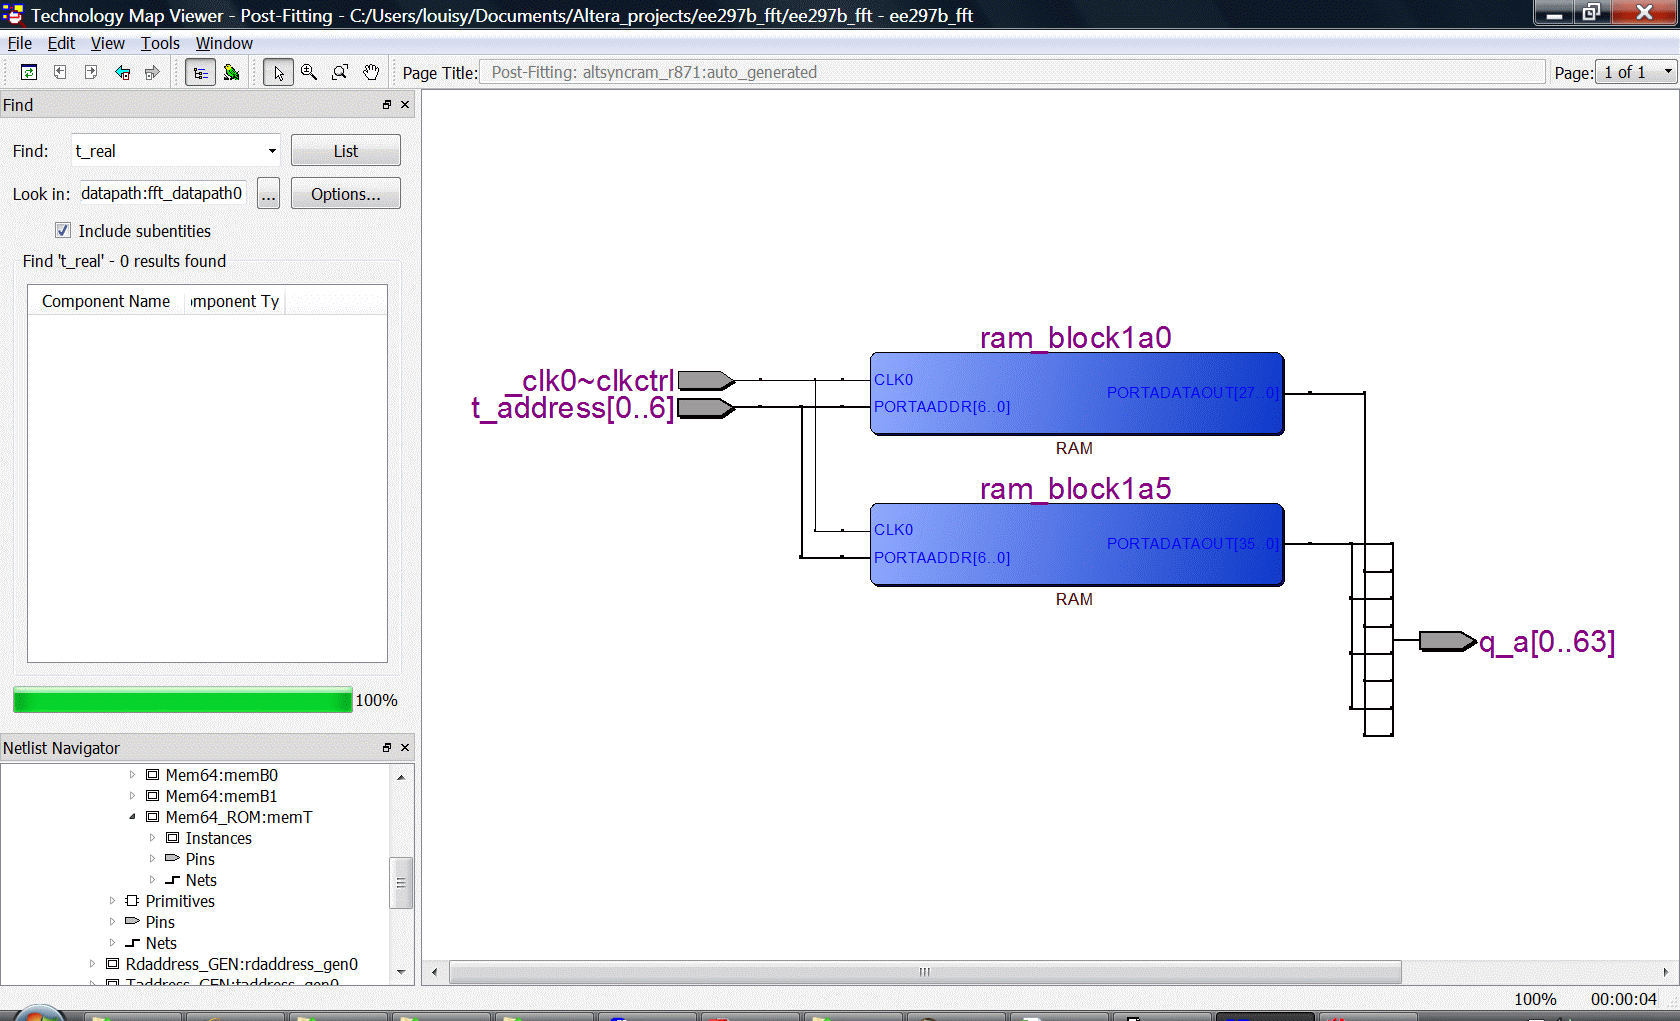 Technology Map Viewer - Post-Fitting - C:/Users/louisy/Documents/Altera_projects/ee297b_fft/ee297b_fft - ee297b_fft
File Edit View Tools Window
Page Title: Post-Fitting: altsyncram_r871:auto_generated Page: 1 of 1
Find
Find: t_real List
Look in: datapath:fft_datapath0 ... Options...
Include subentities
Find 't_real' - 0 results found
Component Name omponent Ty
100%
Netlist Navigator
Mem64:memB0
Mem64:memB1
Mem64_ROM:memT
Instances
Pins
Nets
Primitives
Pins
Nets
Rdaddress_GEN:rdaddress_gen0
Taddress_GEN:taddress_gen0
ram_block1a0
_clk0~clkctrl
t_address[0..6]
CLK0
PORTADATAOUT[27..0]
PORTAADDR[6..0]
RAM
ram_block1a5
CLK0
PORTADATAOUT[35..0]
PORTAADDR[6..0]
RAM
q_a[0..63]
100% 00:00:04